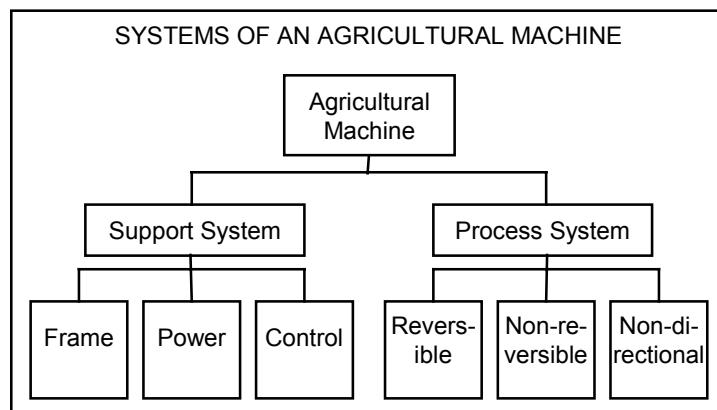 SYSTEMS OF AN AGRICULTURAL MACHINE
Agricultural
Machine
Support System
Process System
Frame
Power
Control
Revers-
ible
Non-re-
versible
Non-di-
rectional